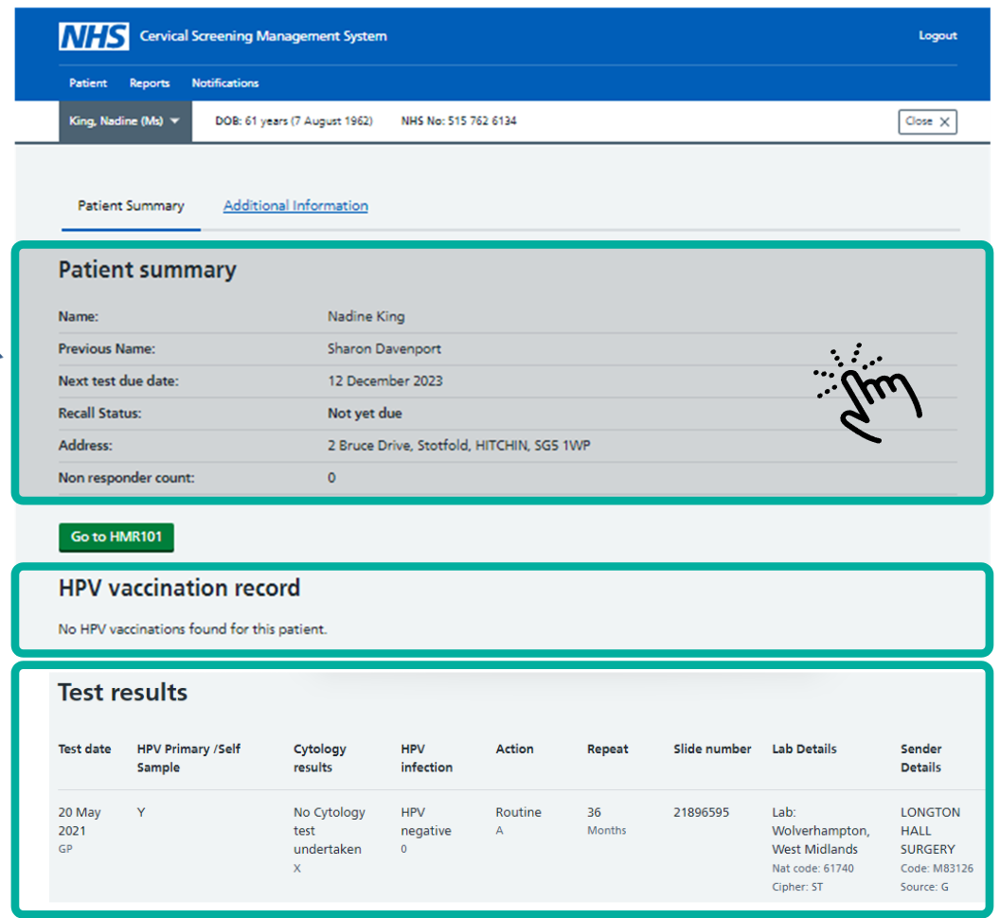 NHS Cervical Screening Management System Logout
Patient Reports Notifications
King, Nadine (Ms) DOB: 61 years (7 August 1962) NHS No: 515 762 6134 Close X
Patient Summary Additional Information
Patient summary
Name: Nadine King
Previous Name: Sharon Davenport
Next test due date: 12 December 2023
Recall Status: Not yet due
Address: 2 Bruce Drive, Stotfold, HITCHIN, SG5 1WP
Non responder count: 0
Go to HMR101
HPV vaccination record
No HPV vaccinations found for this patient.
Test results
Test date HPV Primary /Self Cytology HPV Action Repeat Slide number Lab Details Sender
Sample results infection Details
20 May Y No Cytology HPV Routine 36 21896595 Lab: LONGTON
2021 test negative A Months Wolverhampton, HALL
GP undertaken 0 West Midlands SURGERY
X Nat code: 61740 Code: M83126
Cipher: ST Source: G